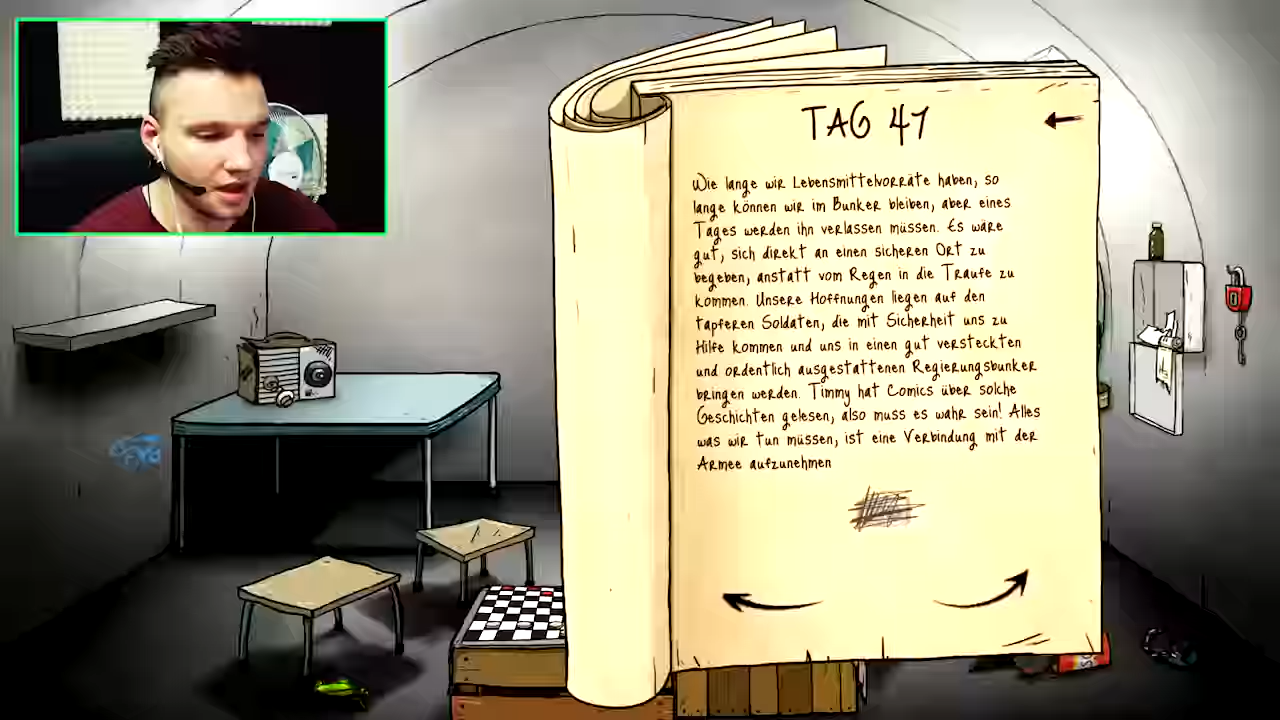 TAG 41
Wie lange wir Lebensmittelvorräte haben, so
lange können wir im Bunker bleiben, aber eines
Tages werden ihn verlassen müssen. Es wäre
gut, sich direkt an einen sicheren Ort zu
begeben, anstatt vom Regen in die Traufe zu
kommen. Unsere Hoffnungen liegen auf den
tapferen Soldaten, die mit Sicherheit uns zu
Hilfe kommen und uns in einen gut versteckten
und ordentlich ausgestattenen Regierungsbunker
bringen werden. Timmy hat Comics über solche
Geschichten gelesen, also muss es wahr sein! Alles
was wir tun müssen, ist eine Verbindung mit der
Armee aufzunehmen